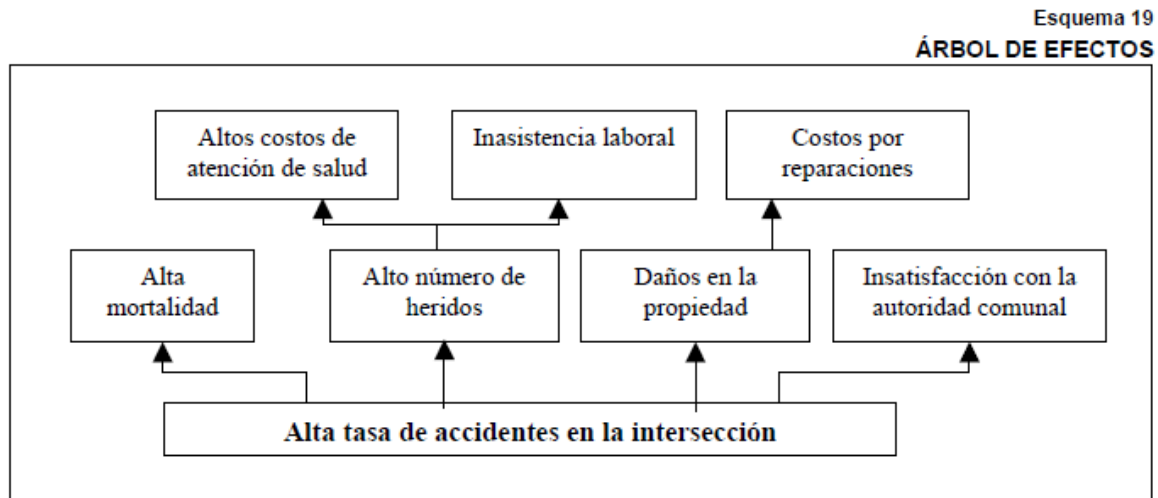 Esquema 19
ÁRBOL DE EFECTOS
Altos costos de
atención de salud
Inasistencia laboral
Costos por
reparaciones
Alta
mortalidad
Alto número de
heridos
Daños en la
propiedad
Insatisfacción con la
autoridad comunal
Alta tasa de accidentes en la intersección